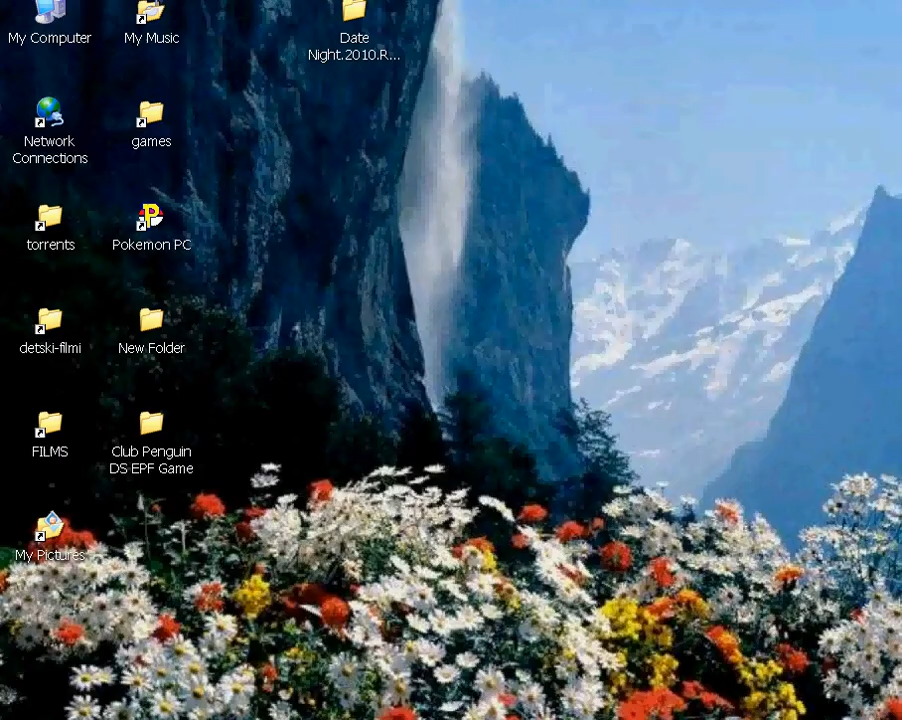 My Computer
My Music
Date
Night.2010.R...
Network
Connections
games
torrents
Pokemon PC
detski-filmi
New Folder
FILMS
Club Penguin
DS EPF Game
My Pictures